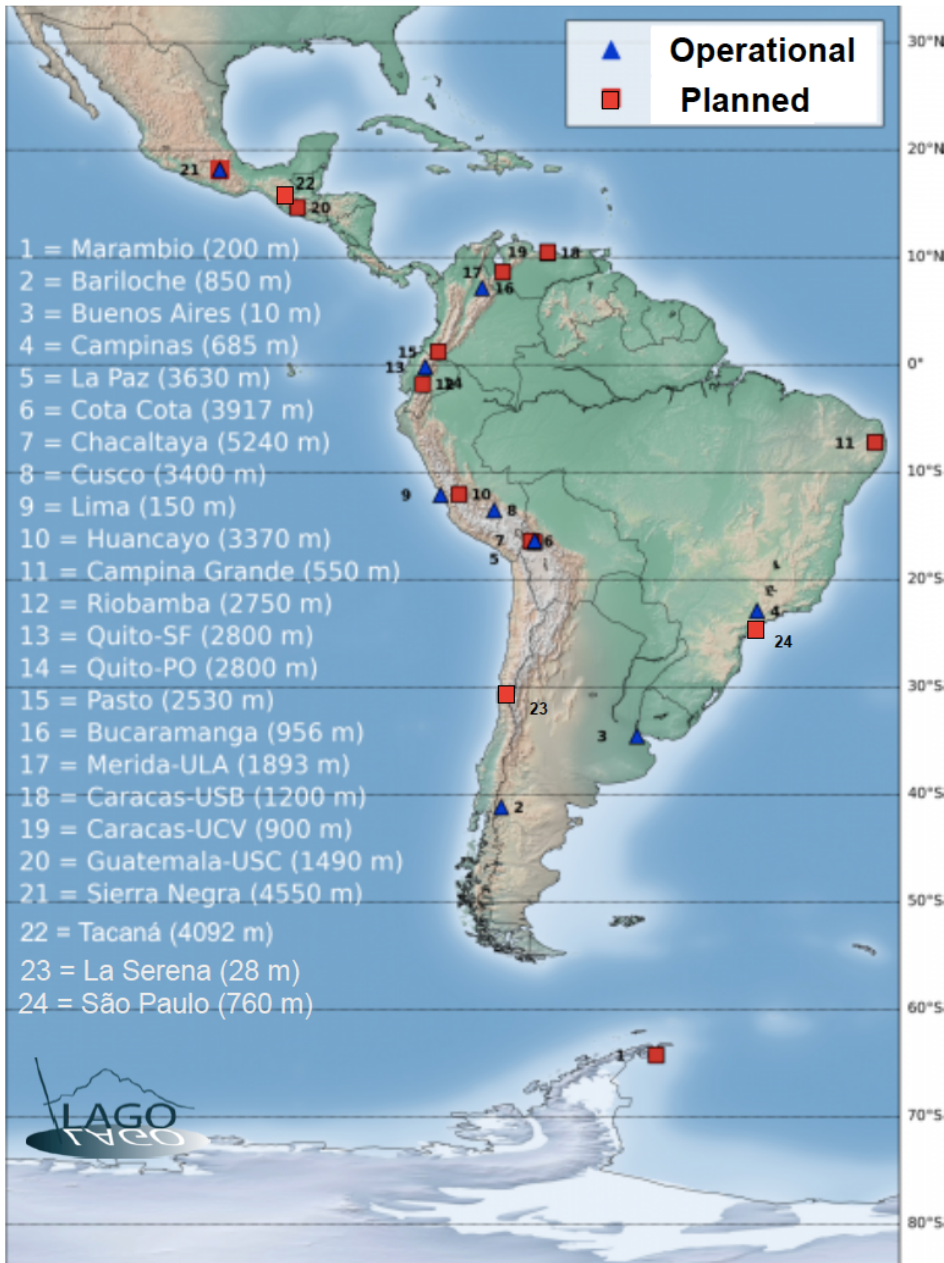 Operational
Planned
30°N
20°N
10°N
0°
10°S
20°S
30°S
40°S
50°S
60°S
70°S
80°S
21
22
20
19
18
17
16
15
13
14
11
9
10
8
7
6
5
4
24
23
3
2
1
1 = Marambio (200 m)
2 = Bariloche (850 m)
3 = Buenos Aires (10 m)
4 = Campinas (685 m)
5 = La Paz (3630 m)
6 = Cota Cota (3917 m)
7 = Chacaltaya (5240 m)
8 = Cusco (3400 m)
9 = Lima (150 m)
10 = Huancayo (3370 m)
11 = Campina Grande (550 m)
12 = Riobamba (2750 m)
13 = Quito-SF (2800 m)
14 = Quito-PO (2800 m)
15 = Pasto (2530 m)
16 = Bucaramanga (956 m)
17 = Merida-ULA (1893 m)
18 = Caracas-USB (1200 m)
19 = Caracas-UCV (900 m)
20 = Guatemala-USC (1490 m)
21 = Sierra Negra (4550 m)
22 = Tacaná (4092 m)
23 = La Serena (28 m)
24 = São Paulo (760 m)
LAGO
LAGO